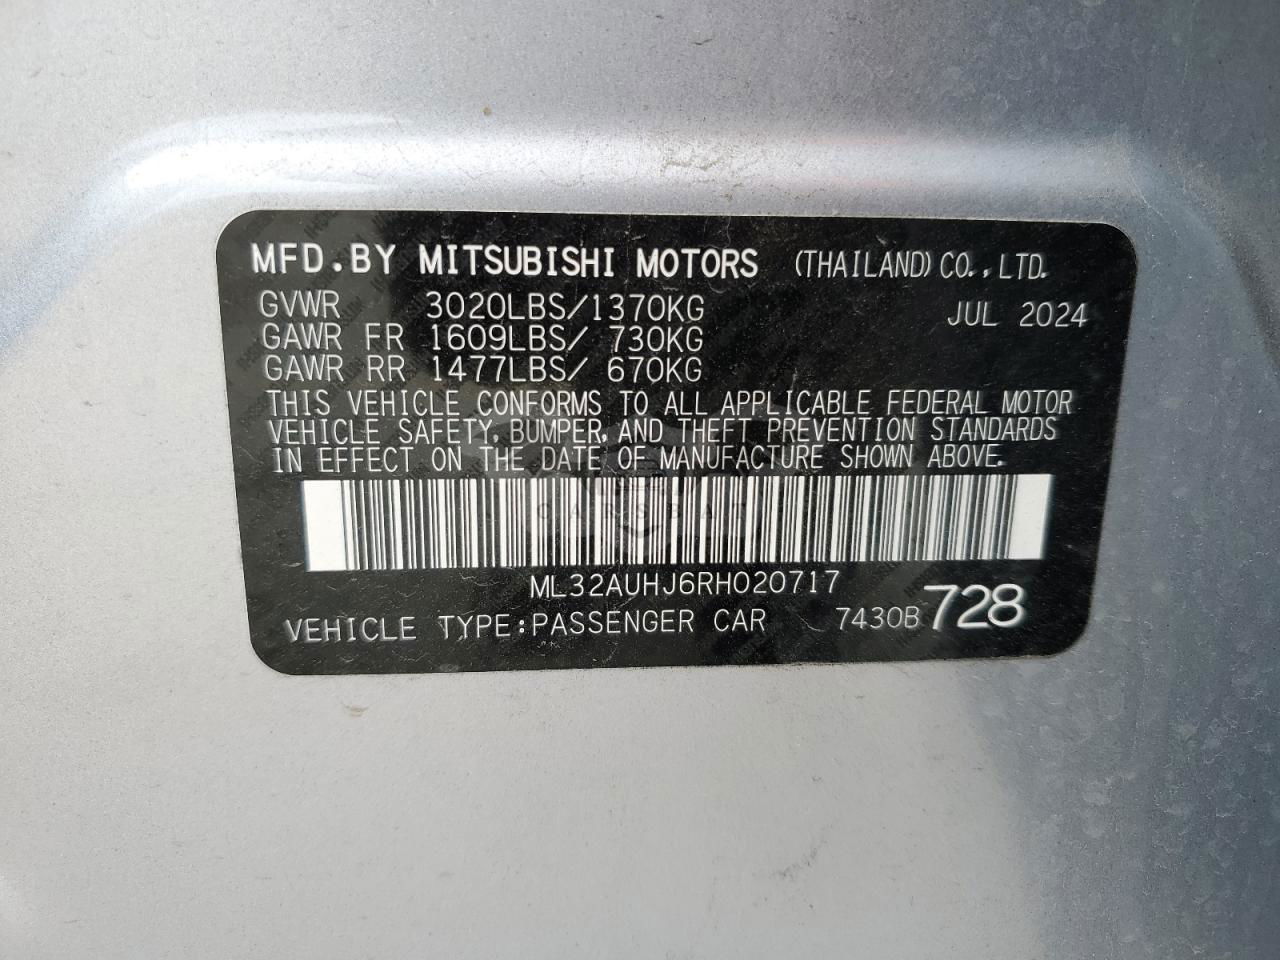 MFD.BY MITSUBISHI MOTORS (THAILAND) CO.,LTD.
GVWR 3020LBS/1370KG JUL 2024
GAWR FR 1609LBS/ 730KG
GAWR RR 1477LBS/ 670KG
THIS VEHICLE CONFORMS TO ALL APPLICABLE FEDERAL MOTOR
VEHICLE SAFETY, BUMPER, AND THEFT PREVENTION STANDARDS
IN EFFECT ON THE DATE OF MANUFACTURE SHOWN ABOVE.
ML32AUHJ6RH020717
VEHICLE TYPE:PASSENGER CAR 7430B 728